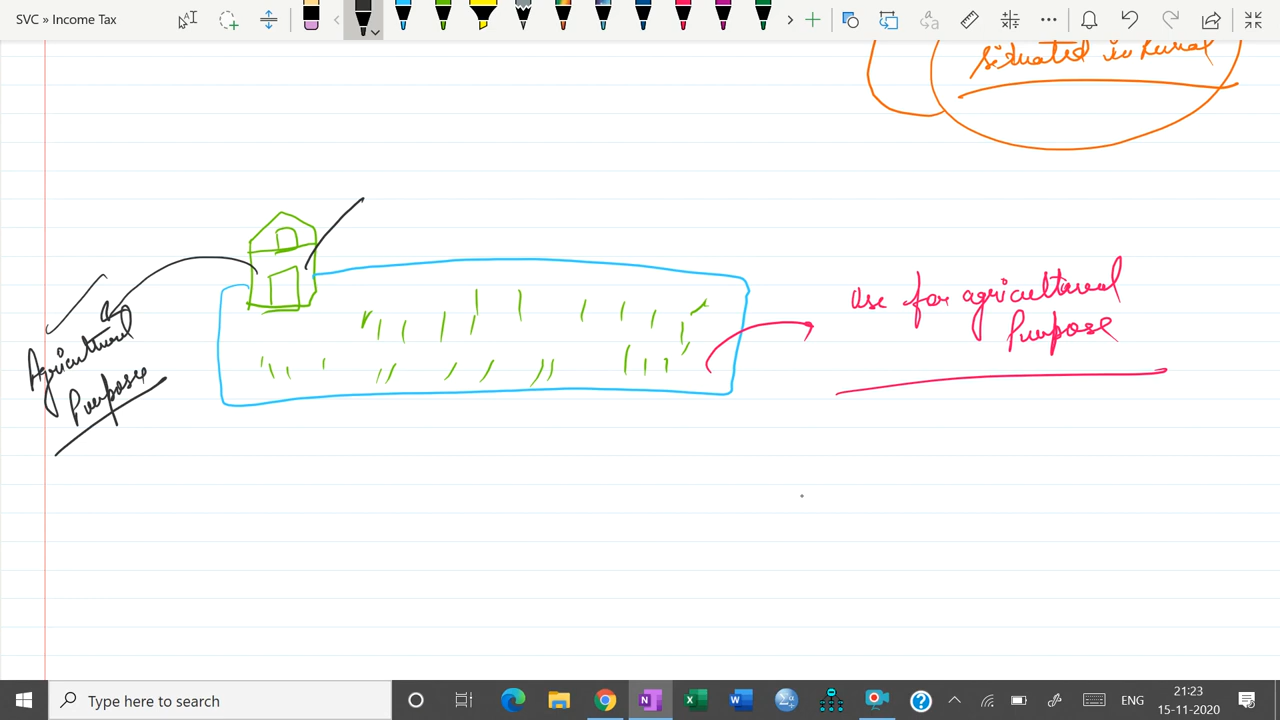 SVC » Income Tax
situated in Rural
Use for agricultural
Purpose
Agricultural
Purpose
Type here to search
ENG
21:23
15-11-2020